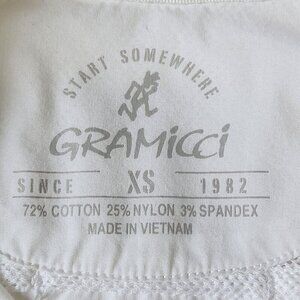 START SOMEWHERE
GRAMICCI
SINCE XS 1982
72% COTTON 25% NYLON 3% SPANDEX
MADE IN VIETNAM